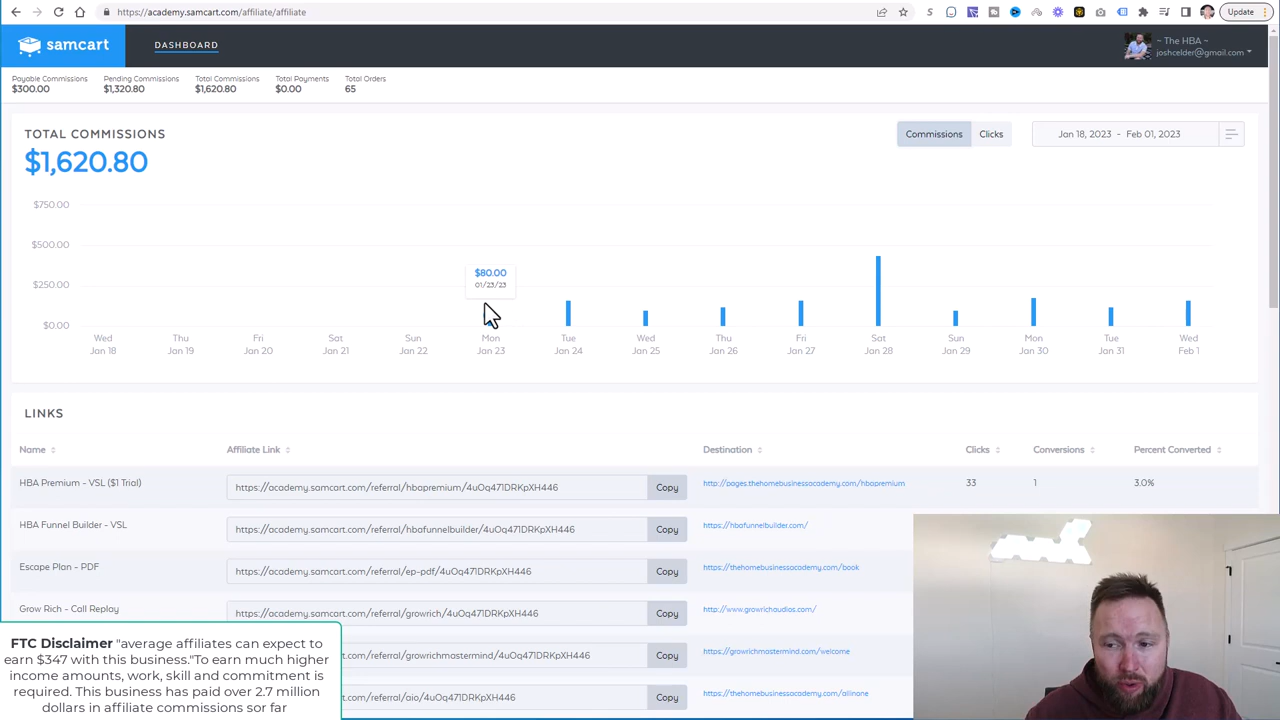 https://academy.samcart.com/affiliate/affiliate
Update
samcart
DASHBOARD
~ The HBA ~
joshcelder@gmail.com
Payable Commissions
$300.00
Pending Commissions
$1,320.80
Total Commissions
$1,620.80
Total Payments
$0.00
Total Orders
65
TOTAL COMMISSIONS
$1,620.80
Commissions
Clicks
Jan 18, 2023 - Feb 01, 2023
$750.00
$500.00
$250.00
$0.00
$80.00
01/23/23
Wed
Jan 18
Thu
Jan 19
Fri
Jan 20
Sat
Jan 21
Sun
Jan 22
Mon
Jan 23
Tue
Jan 24
Wed
Jan 25
Thu
Jan 26
Fri
Jan 27
Sat
Jan 28
Sun
Jan 29
Mon
Jan 30
Tue
Jan 31
Wed
Feb 1
LINKS
Name Affiliate Link Destination Clicks Conversions Percent Converted
HBA Premium - VSL ($1 Trial) https://academy.samcart.com/referral/hbapremium/4uOq471DRKpXH446 Copy http://pages.thehomebusinessacademy.com/hbapremium 33 1 3.0%
HBA Funnel Builder - VSL https://academy.samcart.com/referral/hbafunnelbuilder/4uOq471DRKpXH446 Copy https://hbafunnelbuilder.com/
Escape Plan - PDF https://academy.samcart.com/referral/ep-pdf/4uOq471DRKpXH446 Copy https://thehomebusinessacademy.com/book
Grow Rich - Call Replay https://academy.samcart.com/referral/growrich/4uOq471DRKpXH446 Copy http://www.growrichaudios.com/
.samcart.com/referral/growrichmastermind/4uOq471DRKpXH446 Copy https://growrichmastermind.com/welcome
.samcart.com/referral/aio/4uOq471DRKpXH446 Copy https://thehomebusinessacademy.com/allinone
FTC Disclaimer "average affiliates can expect to
earn $347 with this business."To earn much higher
income amounts, work, skill and commitment is
required. This business has paid over 2.7 million
dollars in affiliate commissions sor far